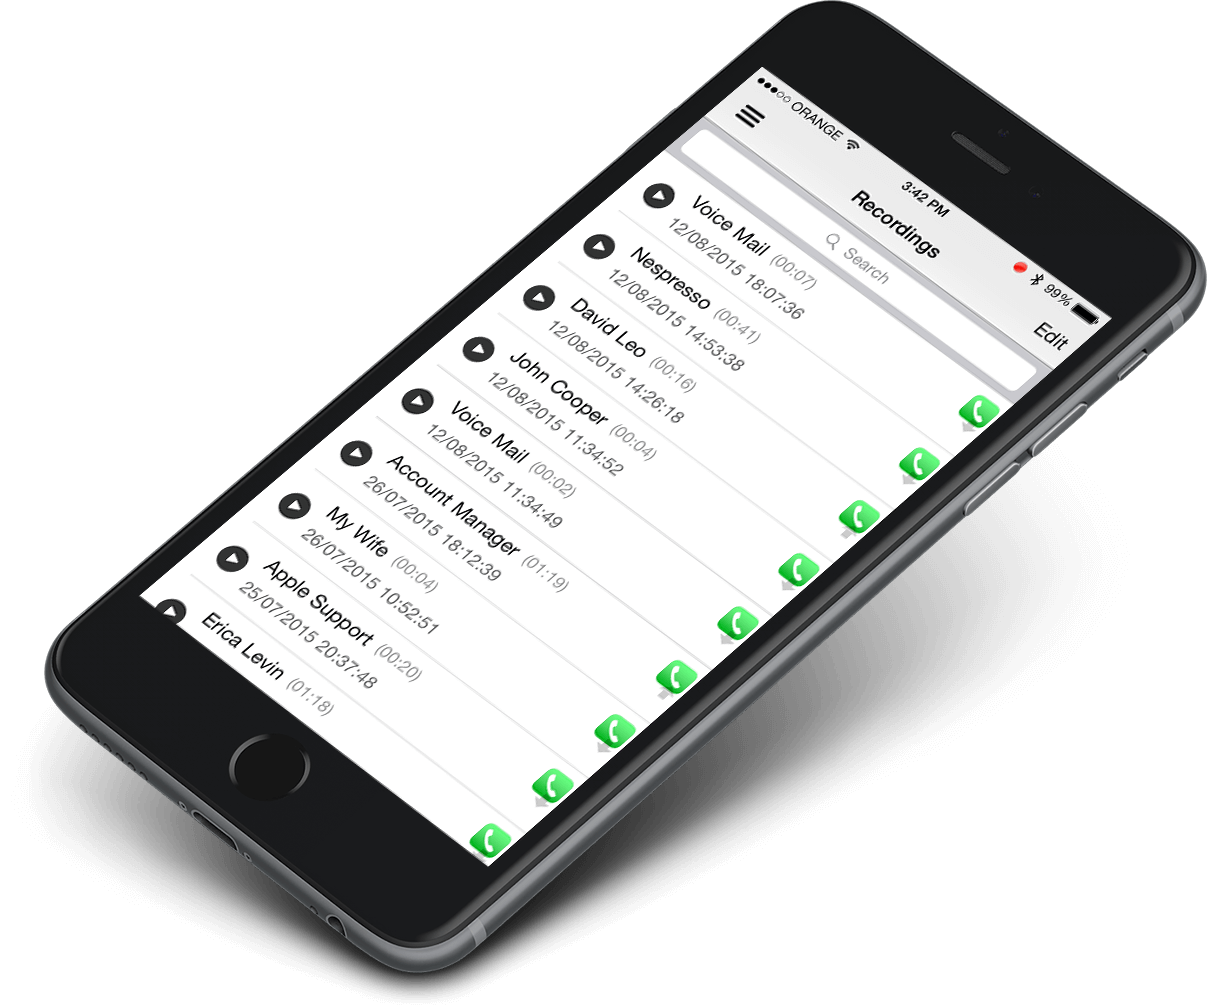 ORANGE 3:42 PM 99%
Recordings Edit
Search
Voice Mail (00:07)
12/08/2015 18:07:36
Nespresso (00:41)
12/08/2015 14:53:38
David Leo (00:16)
12/08/2015 14:26:18
John Cooper (00:04)
12/08/2015 11:34:52
Voice Mail (00:02)
12/08/2015 11:34:49
Account Manager (01:19)
26/07/2015 18:12:39
My Wife (00:04)
26/07/2015 10:52:51
Apple Support (00:20)
25/07/2015 20:37:48
Erica Levin (01:18)